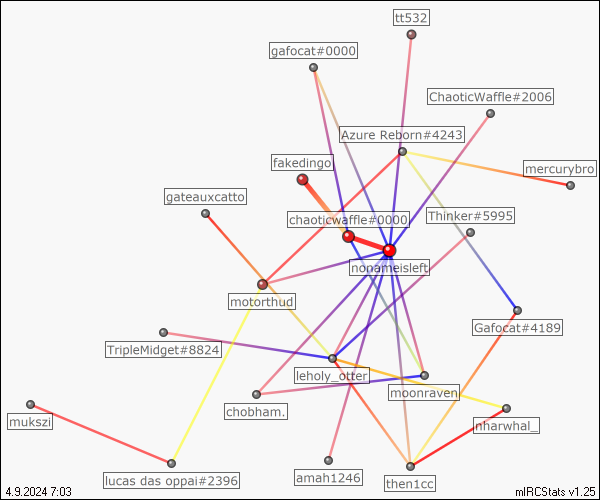 tt532
gafocat#0000
ChaoticWaffle#2006
Azure Reborn#4243
fakedingo
mercurybro
gateauxcatto
chaoticwaffle#0000
Thinker#5995
nonameisleft
motorthud
Gafocat#4189
TripleMidget#8824
leholy_otter
moonraven
chobham.
mukszi
nharwhal_
lucas das oppai#2396
amah1246
then1cc
4.9.2024 7:03
mIRCStats v1.25